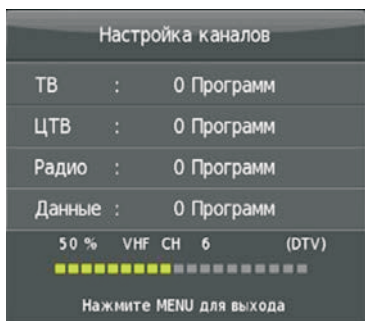 Настройка каналов
ТВ : 0 Программ
ЦТВ : 0 Программ
Радио : 0 Программ
Данные : 0 Программ
50 % VHF CH 6 (DTV)
Нажмите MENU для выхода